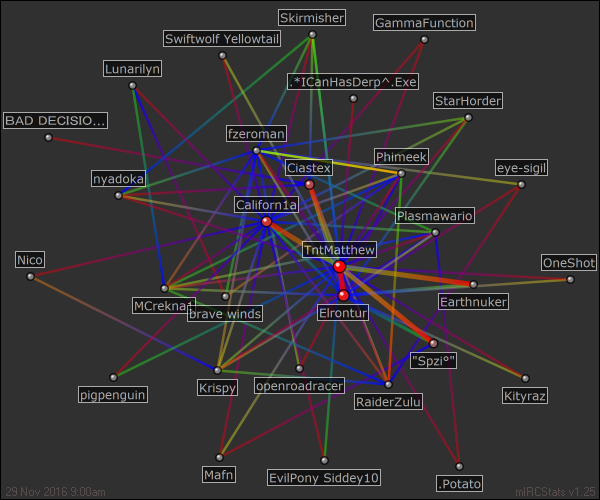 Skirmisher
GammaFunction
Swiftwolf Yellowtail
Lunarilyn
.*ICanHasDerp^.Exe
StarHorder
BAD DECISIO...
fzeroman
Phimeek
Ciastex
eye-sigil
nyadoka
Californ1a
Plasmawario
TntMatthew
Nico
OneShot
MCrekna1
brave winds
Elrontur
Earthnuker
"Spzi°"
pigpenguin
Krispy
openroadracer
RaiderZulu
Kityraz
Mafn
EvilPony Siddey10
.Potato
29 Nov 2016 9:00am
mIRCStats v1.25